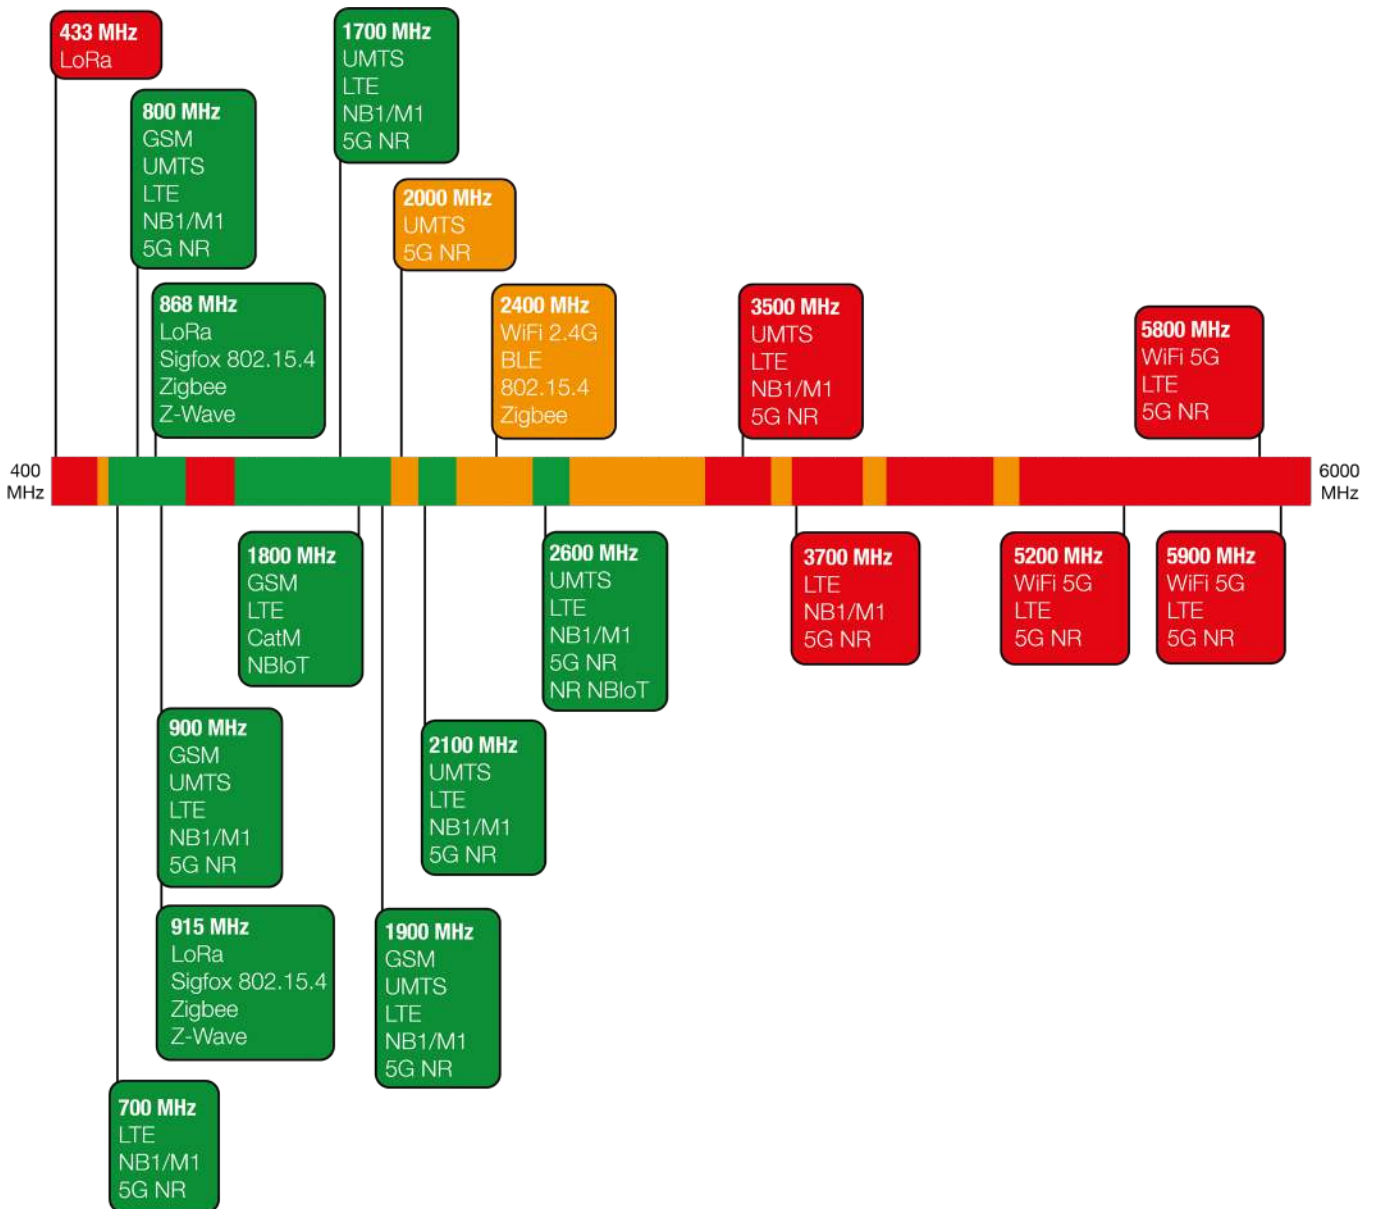 433 MHz
LoRa
1700 MHz
UMTS
LTE
NB1/M1
5G NR
800 MHz
GSM
UMTS
LTE
NB1/M1
5G NR
2000 MHz
UMTS
5G NR
868 MHz
LoRa
Sigfox 802.15.4
Zigbee
Z-Wave
2400 MHz
WiFi 2.4G
BLE
802.15.4
Zigbee
3500 MHz
UMTS
LTE
NB1/M1
5G NR
5800 MHz
WiFi 5G
LTE
5G NR
400
MHz
6000
MHz
1800 MHz
GSM
LTE
CatM
NBIoT
2600 MHz
UMTS
LTE
NB1/M1
5G NR
NR NBIoT
3700 MHz
LTE
NB1/M1
5G NR
5200 MHz
WiFi 5G
LTE
5G NR
5900 MHz
WiFi 5G
LTE
5G NR
900 MHz
GSM
UMTS
LTE
NB1/M1
5G NR
2100 MHz
UMTS
LTE
NB1/M1
5G NR
915 MHz
LoRa
Sigfox 802.15.4
Zigbee
Z-Wave
1900 MHz
GSM
UMTS
LTE
NB1/M1
5G NR
700 MHz
LTE
NB1/M1
5G NR